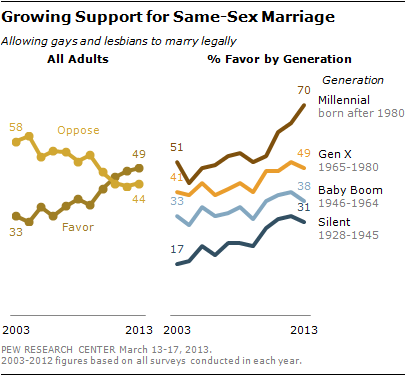 Growing Support for Same-Sex Marriage
Allowing gays and lesbians to marry legally
All Adults
58
Oppose
49
44
33
Favor
2003
2013
% Favor by Generation
Generation
70
Millennial
born after 1980
51
49
Gen X
1965-1980
41
38
Baby Boom
1946-1964
33
31
Silent
1928-1945
17
2003
2013
PEW RESEARCH CENTER March 13-17, 2013.
2003-2012 figures based on all surveys conducted in each year.